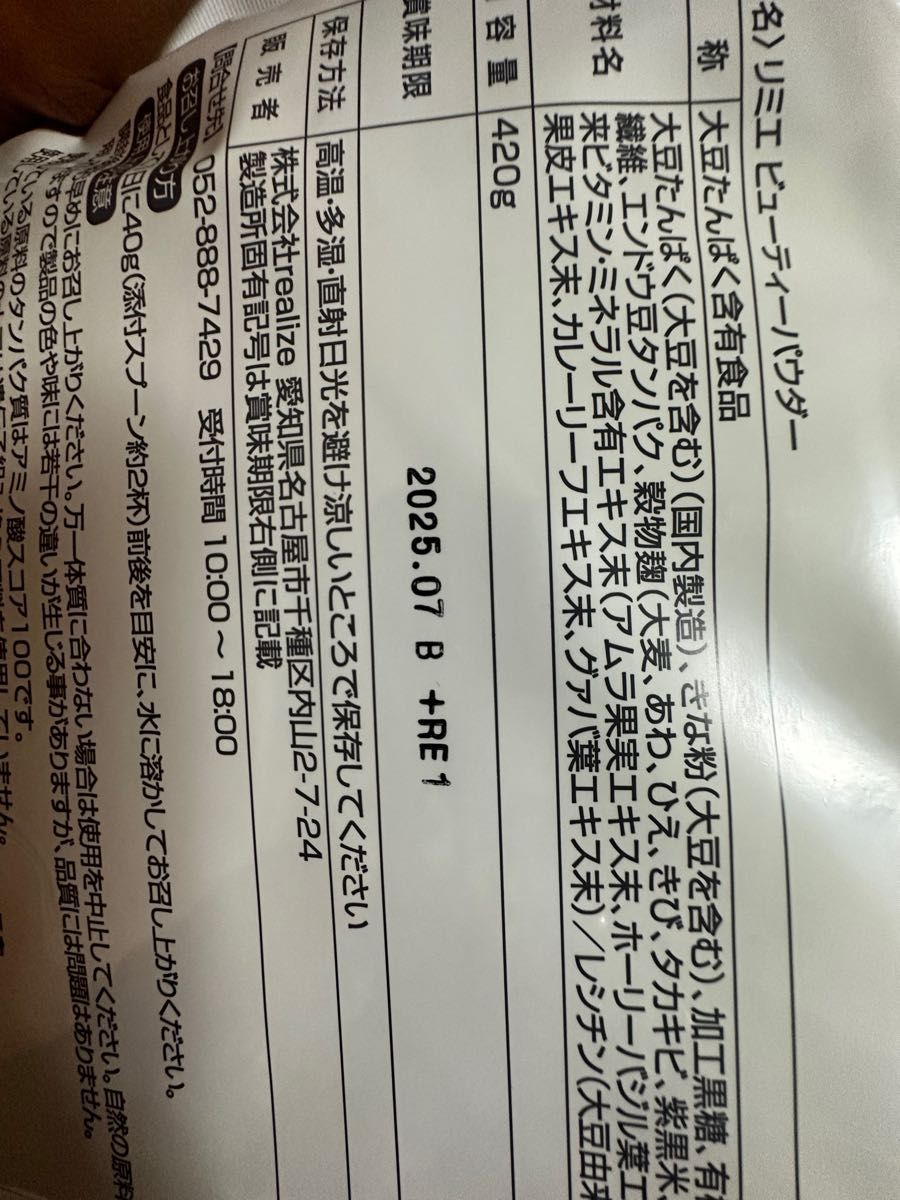 名〉リミエ ビューティーパウダー
称 大豆たんぱく含有食品
材料名 大豆たんぱく(大豆を含む)(国内製造)、きな粉(大豆を含む)、加工黒糖、有
繊維、エンドウ豆タンパク、穀物麹(大麦、あわ、ひえ、きび、タカキビ、紫黒米、
来ビタミン・ミネラル含有エキス末(アムラ果実エキス末、ホーリーバジル葉エ
果皮エキス末、カレーリーフエキス末、グァバ葉エキス末)/レシチン(大豆由来
容量 420g
賞味期限 2025.07 B +RE1
保存方法 高温・多湿・直射日光を避け涼しいところで保存してください
販売者 株式会社realize 愛知県名古屋市千種区内山2-7-24
製造所固有記号は賞味期限右側に記載
052-888-7429 受付時間 10:00～18:00
お召し上がり方
日に40g(添付スプーン約2杯)前後を目安に、水に溶かしてお召し上がりください。
早めにお召し上がりください。万一体質に合わない場合は使用を中止してください。自然の原料
すので製品の色や味には若干の違いが生じる事がありますが、品質には問題はありません。
ている原料のタンパク質はアミノ酸スコア100です。